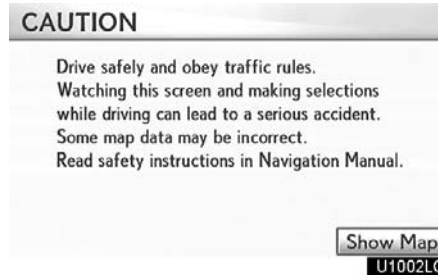 CAUTION
Drive safely and obey traffic rules.
Watching this screen and making selections
while driving can lead to a serious accident.
Some map data may be incorrect.
Read safety instructions in Navigation Manual.
Show Map
U1002L